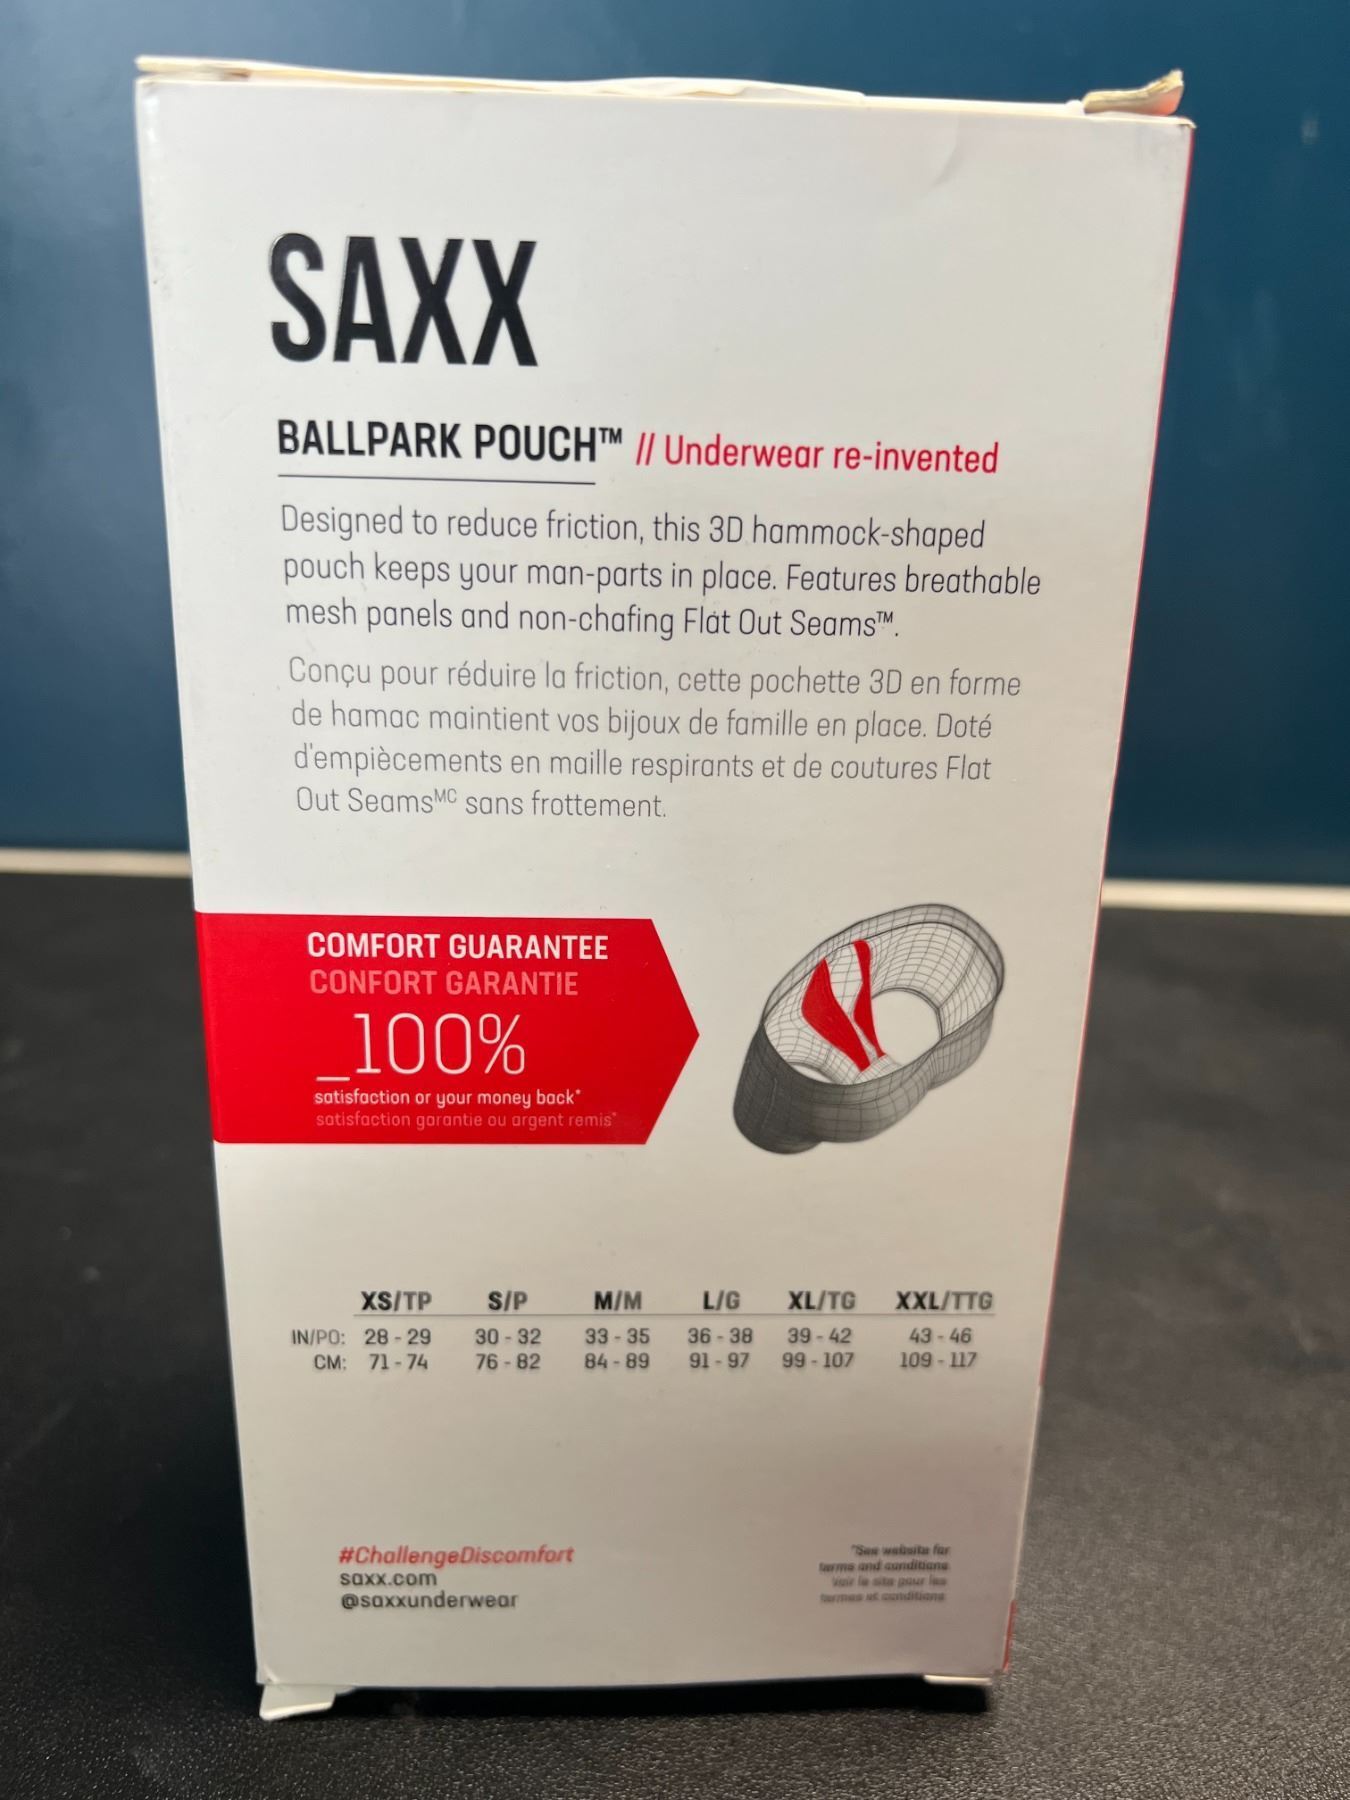 SAXX
BALLPARK POUCH™ // Underwear re-invented
Designed to reduce friction, this 3D hammock-shaped
pouch keeps your man-parts in place. Features breathable
mesh panels and non-chafing Flat Out Seams™.
Conçu pour réduire la friction, cette pochette 3D en forme
de hamac maintient vos bijoux de famille en place. Doté
d'empiècements en maille respirants et de coutures Flat
Out Seams MC sans frottement.
COMFORT GUARANTEE
CONFORT GARANTIE
_100%
satisfaction or your money back*
satisfaction garantie ou argent remis*
XS/TP S/P M/M L/G XL/TG XXL/TTG
IN/PO: 28 - 29 30 - 32 33 - 35 36 - 38 39 - 42 43 - 46
CM: 71 - 74 76 - 82 84 - 89 91 - 97 99 - 107 109 - 117
#ChallengeDiscomfort
saxx.com
@saxxunderwear
*See website for
terms and conditions
Voir le site pour les
termes et conditions